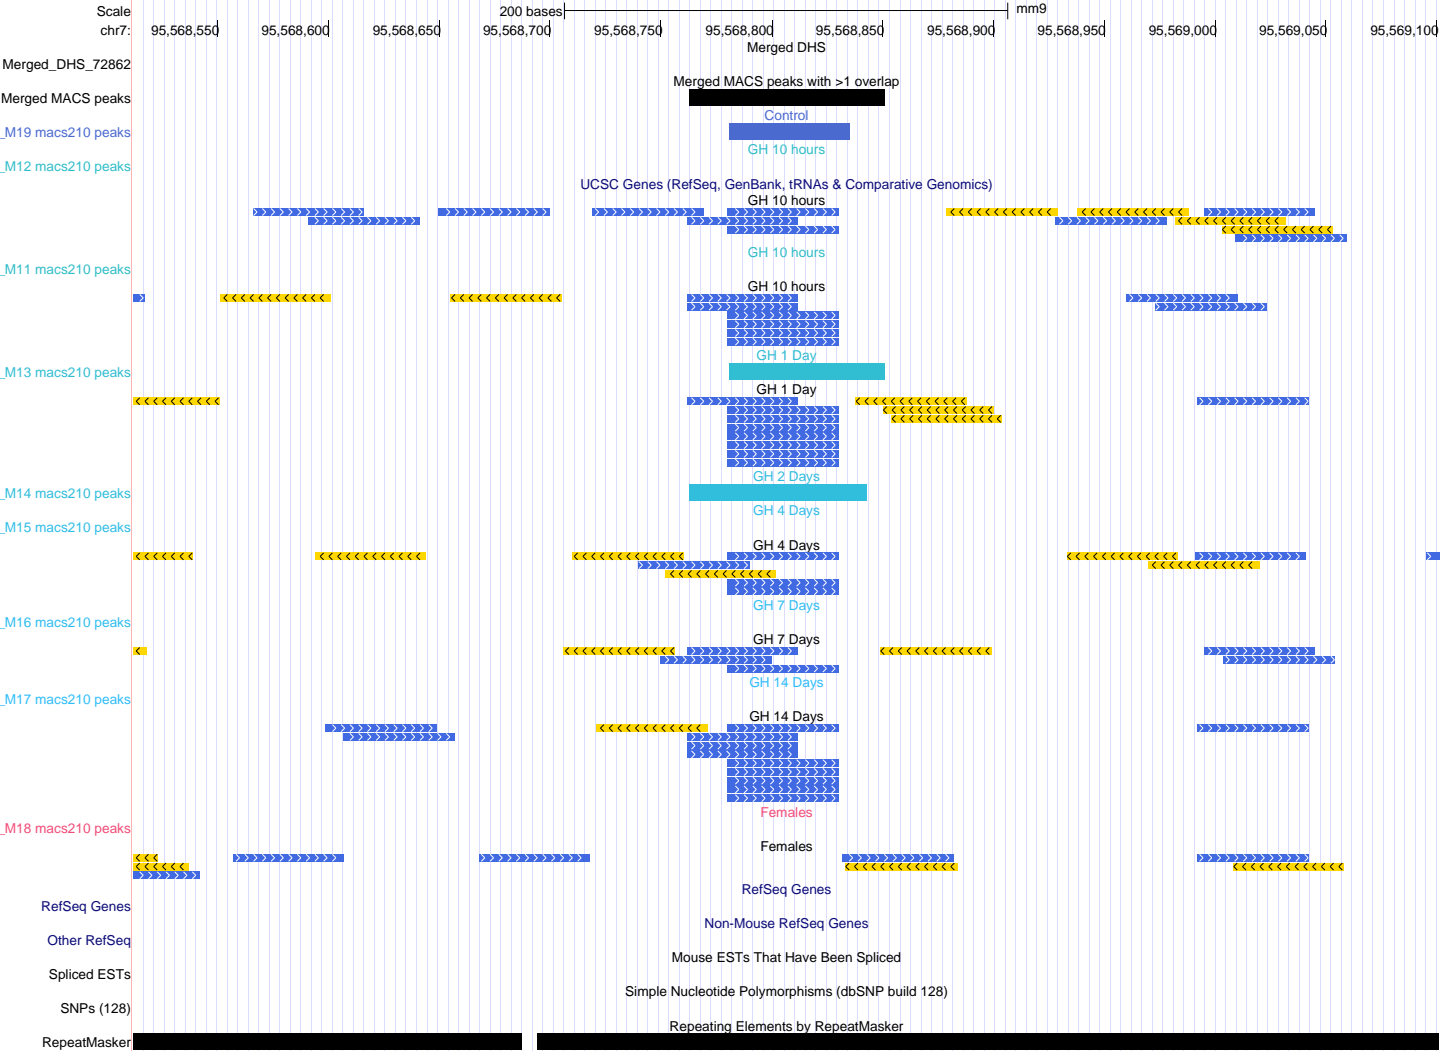 Scale 200 bases mm9
chr7: 95,568,550 95,568,600 95,568,650 95,568,700 95,568,750 95,568,800 95,568,850 95,568,900 95,568,950 95,569,000 95,569,050 95,569,100
Merged DHS
Merged_DHS_72862
Merged MACS peaks with >1 overlap
Merged MACS peaks
Control
_M19 macs210 peaks
GH 10 hours
_M12 macs210 peaks
UCSC Genes (RefSeq, GenBank, tRNAs & Comparative Genomics)
GH 10 hours
GH 10 hours
_M11 macs210 peaks
GH 10 hours
GH 1 Day
_M13 macs210 peaks
GH 1 Day
GH 2 Days
_M14 macs210 peaks
GH 4 Days
_M15 macs210 peaks
GH 4 Days
GH 7 Days
_M16 macs210 peaks
GH 7 Days
GH 14 Days
_M17 macs210 peaks
GH 14 Days
Females
_M18 macs210 peaks
Females
RefSeq Genes
RefSeq Genes
Non-Mouse RefSeq Genes
Other RefSeq
Mouse ESTs That Have Been Spliced
Spliced ESTs
Simple Nucleotide Polymorphisms (dbSNP build 128)
SNPs (128)
Repeating Elements by RepeatMasker
RepeatMasker